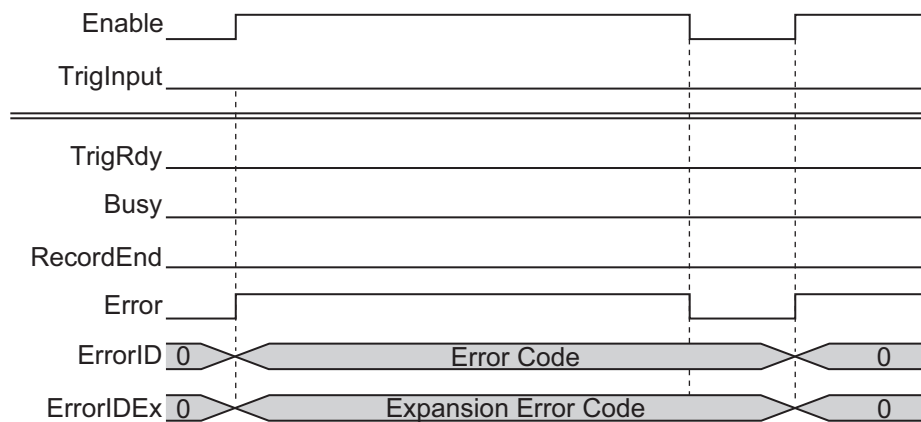 Enable
TrigInput
TrigRdy
Busy
RecordEnd
Error
ErrorID 0 Error Code 0
ErrorIDEx 0 Expansion Error Code 0